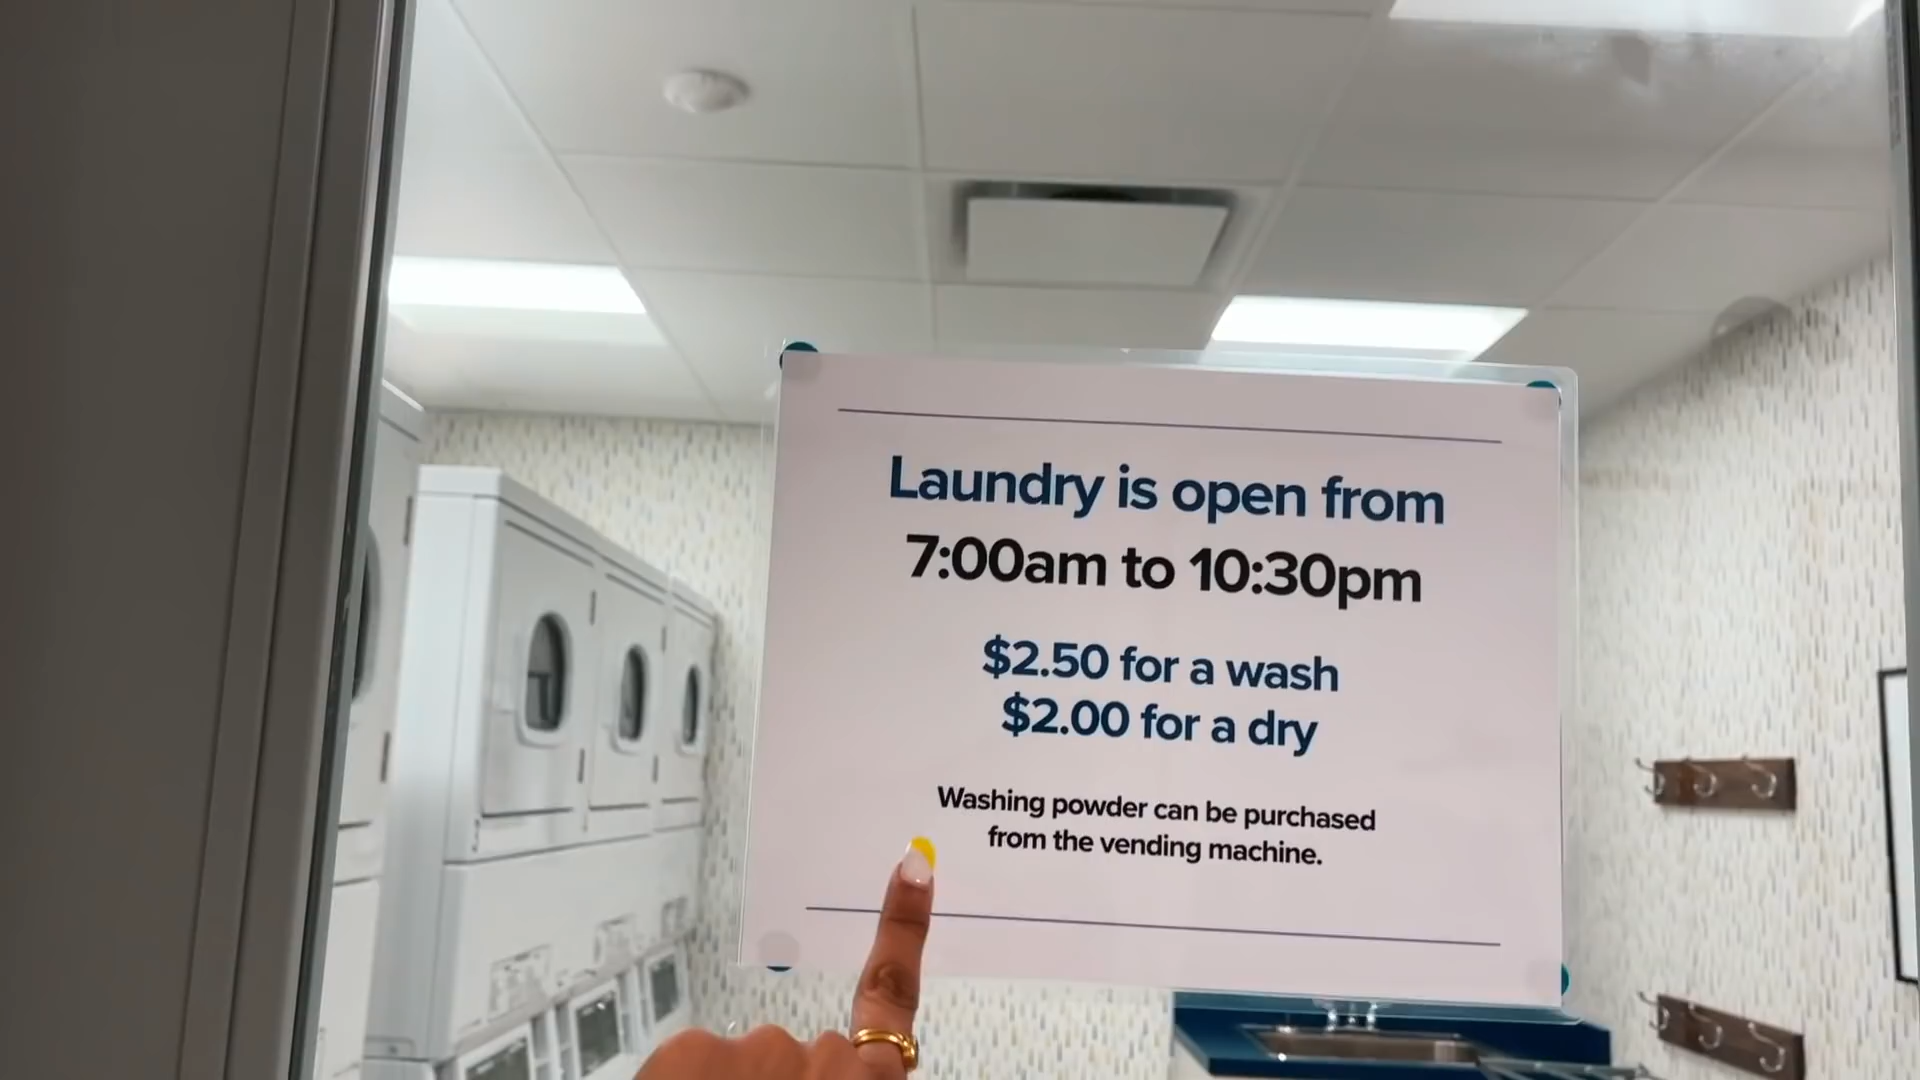 Laundry is open from
7:00am to 10:30pm
$2.50 for a wash
$2.00 for a dry
Washing powder can be purchased
from the vending machine.